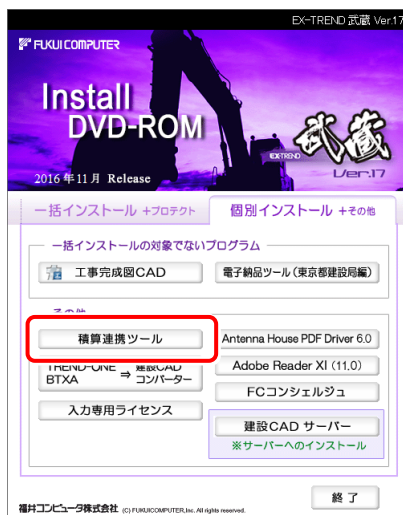 EX-TREND 武蔵 Ver.17
FUKUI COMPUTER
Install
DVD-ROM
EX-TREND
武蔵
Ver.17
2016年11月 Release
一括インストール +プロテクト
個別インストール +その他
一括インストールの対象でないプログラム
工事完成図CAD
電子納品ツール(東京都建設局編)
その他
積算連携ツール
Antenna House PDF Driver 6.0
TREND-ONE
BTXA
⇒
建設CAD
コンバーター
Adobe Reader XI (11.0)
FCコンシェルジュ
入力専用ライセンス
建設CAD サーバー
※サーバーへのインストール
終了
福井コンピュータ株式会社 (C) FUKUICOMPUTER,Inc. All rights reserved.